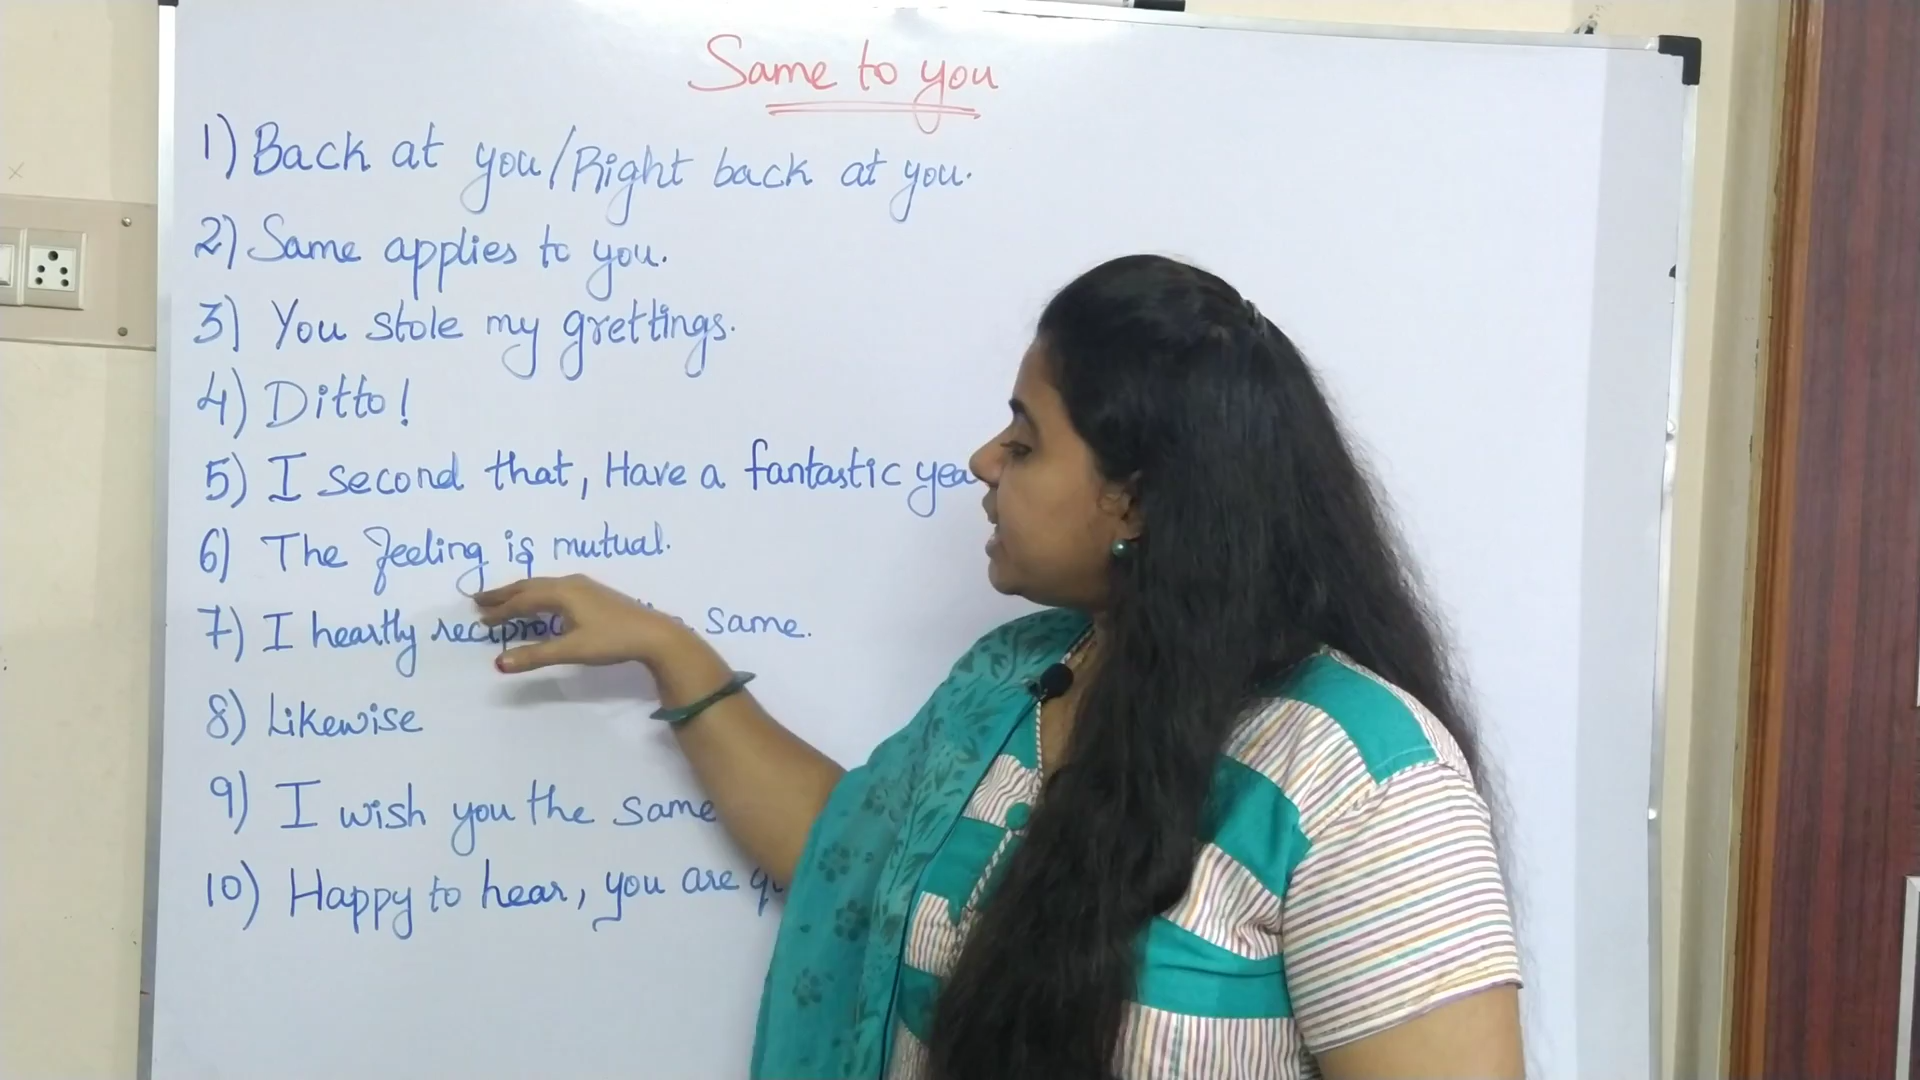 Same to you
1) Back at you/Right back at you.
2) Same applies to you.
3) You stole my grettings.
4) Ditto!
5) I second that, Have a fantastic yea
6) The feeling is mutual.
7) I heartly same.
8) Likewise
9) I wish you the same
10) Happy to hear, you are